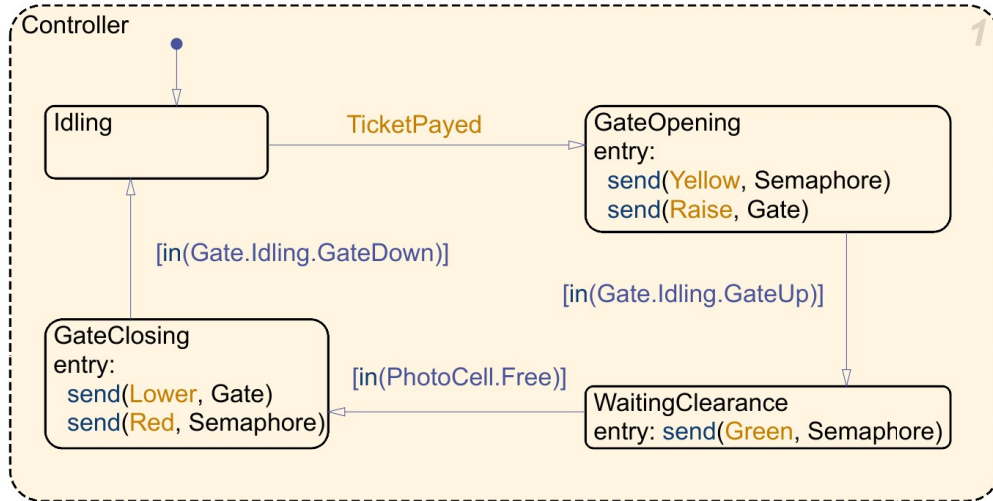 Controller
1
Idling
TicketPayed
GateOpening
entry:
send(Yellow, Semaphore)
send(Raise, Gate)
[in(Gate.Idling.GateDown)]
[in(Gate.Idling.GateUp)]
GateClosing
entry:
send(Lower, Gate)
send(Red, Semaphore)
[in(PhotoCell.Free)]
WaitingClearance
entry: send(Green, Semaphore)